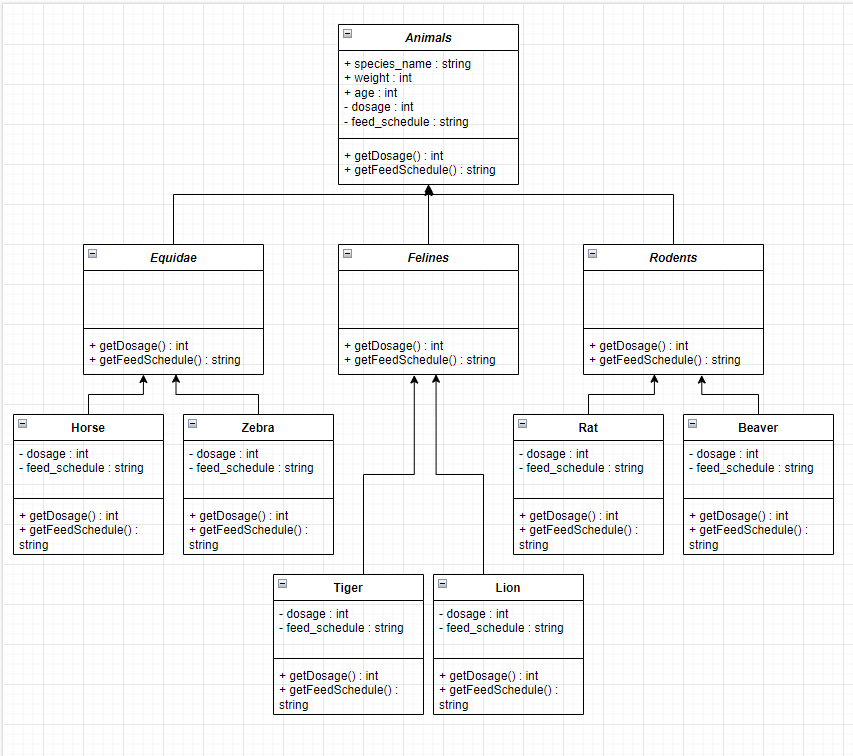 Animals
+ species_name : string
+ weight : int
+ age : int
- dosage : int
- feed_schedule : string
+ getDosage() : int
+ getFeedSchedule() : string
Equidae
+ getDosage() : int
+ getFeedSchedule() : string
Felines
+ getDosage() : int
+ getFeedSchedule() : string
Rodents
+ getDosage() : int
+ getFeedSchedule() : string
Horse
- dosage : int
- feed_schedule : string
+ getDosage() : int
+ getFeedSchedule() :
string
Zebra
- dosage : int
- feed_schedule : string
+ getDosage() : int
+ getFeedSchedule() :
string
Rat
- dosage : int
- feed_schedule : string
+ getDosage() : int
+ getFeedSchedule() :
string
Beaver
- dosage : int
- feed_schedule : string
+ getDosage() : int
+ getFeedSchedule() :
string
Tiger
- dosage : int
- feed_schedule : string
+ getDosage() : int
+ getFeedSchedule() :
string
Lion
- dosage : int
- feed_schedule : string
+ getDosage() : int
+ getFeedSchedule() :
string